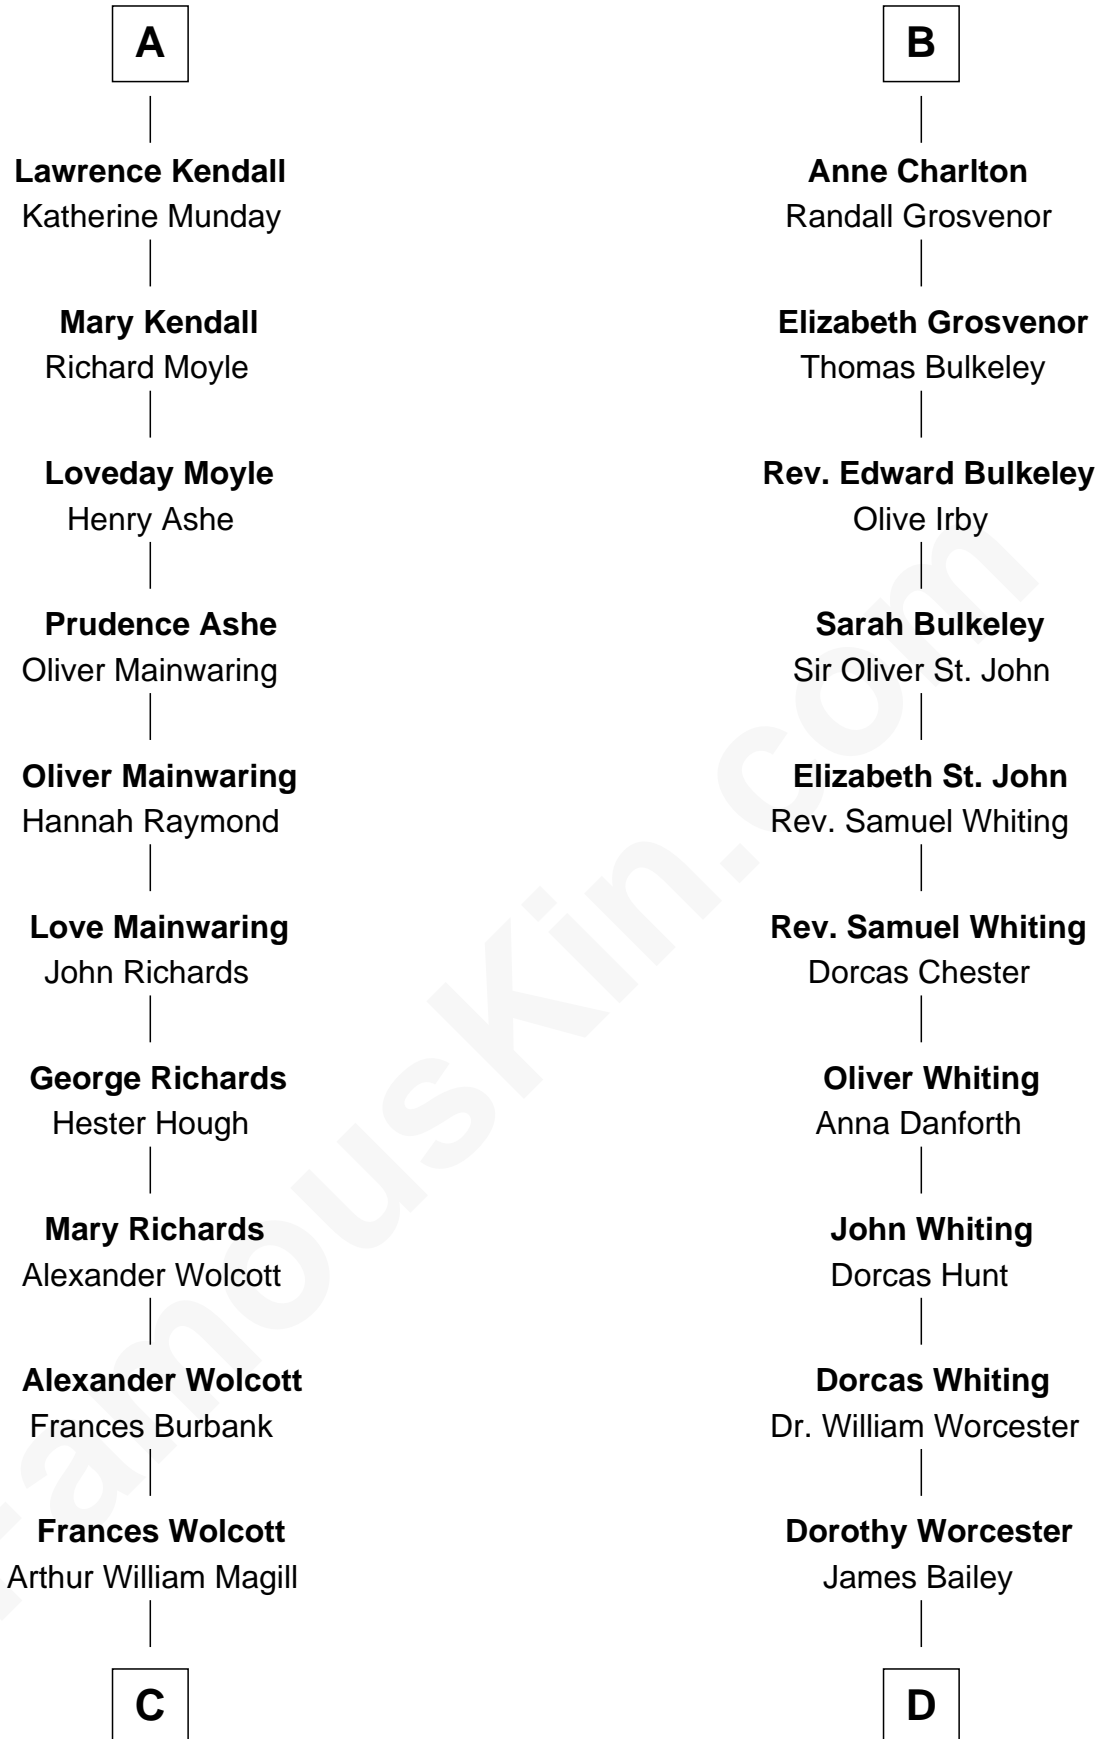 A
Lawrence Kendall
Katherine Munday
Mary Kendall
Richard Moyle
Loveday Moyle
Henry Ashe
Prudence Ashe
Oliver Mainwaring
Oliver Mainwaring
Hannah Raymond
Love Mainwaring
John Richards
George Richards
Hester Hough
Mary Richards
Alexander Wolcott
Alexander Wolcott
Frances Burbank
Frances Wolcott
Arthur William Magill
C
B
Anne Charlton
Randall Grosvenor
Elizabeth Grosvenor
Thomas Bulkeley
Rev. Edward Bulkeley
Olive Irby
Sarah Bulkeley
Sir Oliver St. John
Elizabeth St. John
Rev. Samuel Whiting
Rev. Samuel Whiting
Dorcas Chester
Oliver Whiting
Anna Danforth
John Whiting
Dorcas Hunt
Dorcas Whiting
Dr. William Worcester
Dorothy Worcester
James Bailey
D
FamousKin.com